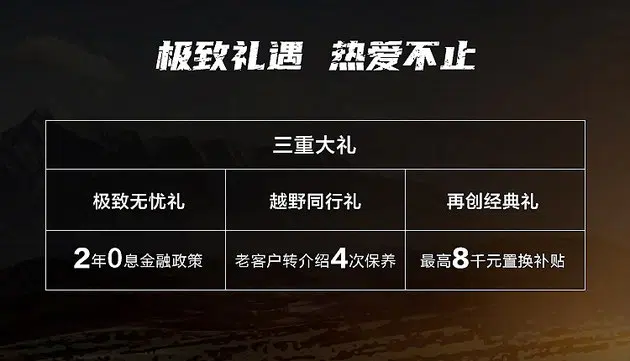 极致礼遇 热爱不止
三重大礼
极致无忧礼 越野同行礼 再创经典礼
2年0息金融政策 老客户转介绍4次保养 最高8千元置换补贴